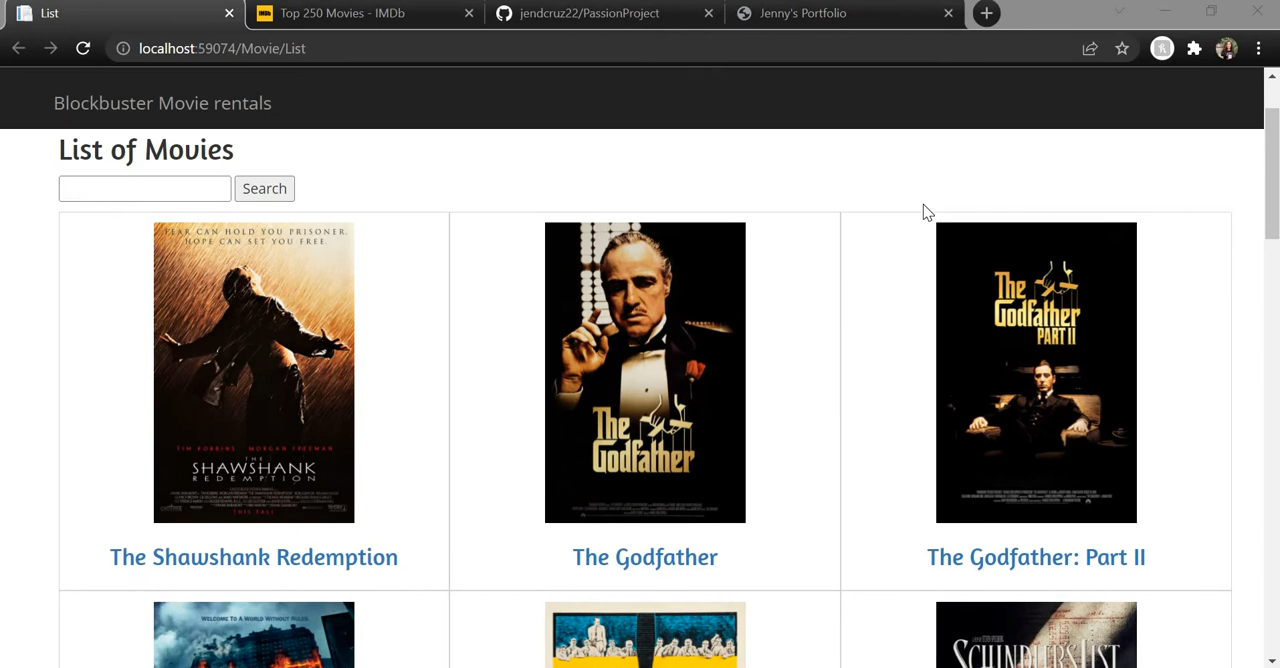 List
Top 250 Movies - IMDb
jendcruz22/PassionProject
Jenny's Portfolio
localhost:59074/Movie/List
Blockbuster Movie rentals
List of Movies
Search
FEAR CAN HOLD YOU PRISONER.
HOPE CAN SET YOU FREE.
TIM ROBBINS MORGAN FREEMAN
THE
SHAWSHANK
REDEMPTION
THIS FALL
The
Godfather
The
Godfather
PART II
The Shawshank Redemption
The Godfather
The Godfather: Part II
WELCOME TO A WORLD WITHOUT RULES.
SCHINDLER'S LIST